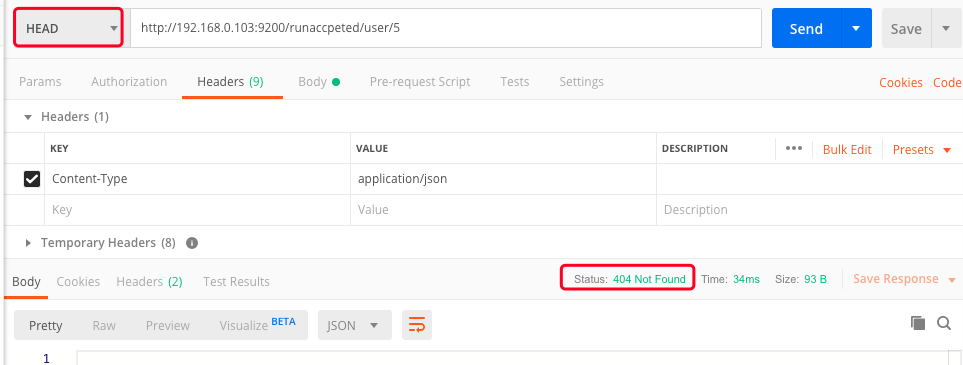 HEAD http://192.168.0.103:9200/runaccpeted/user/5 Send Save
Params Authorization Headers (9) Body Pre-request Script Tests Settings Cookies Code
Headers (1)
KEY VALUE DESCRIPTION ••• Bulk Edit Presets
Content-Type application/json
Key Value Description
Temporary Headers (8) i
Body Cookies Headers (2) Test Results Status: 404 Not Found Time: 34ms Size: 93 B Save Response
Pretty Raw Preview Visualize BETA JSON
1